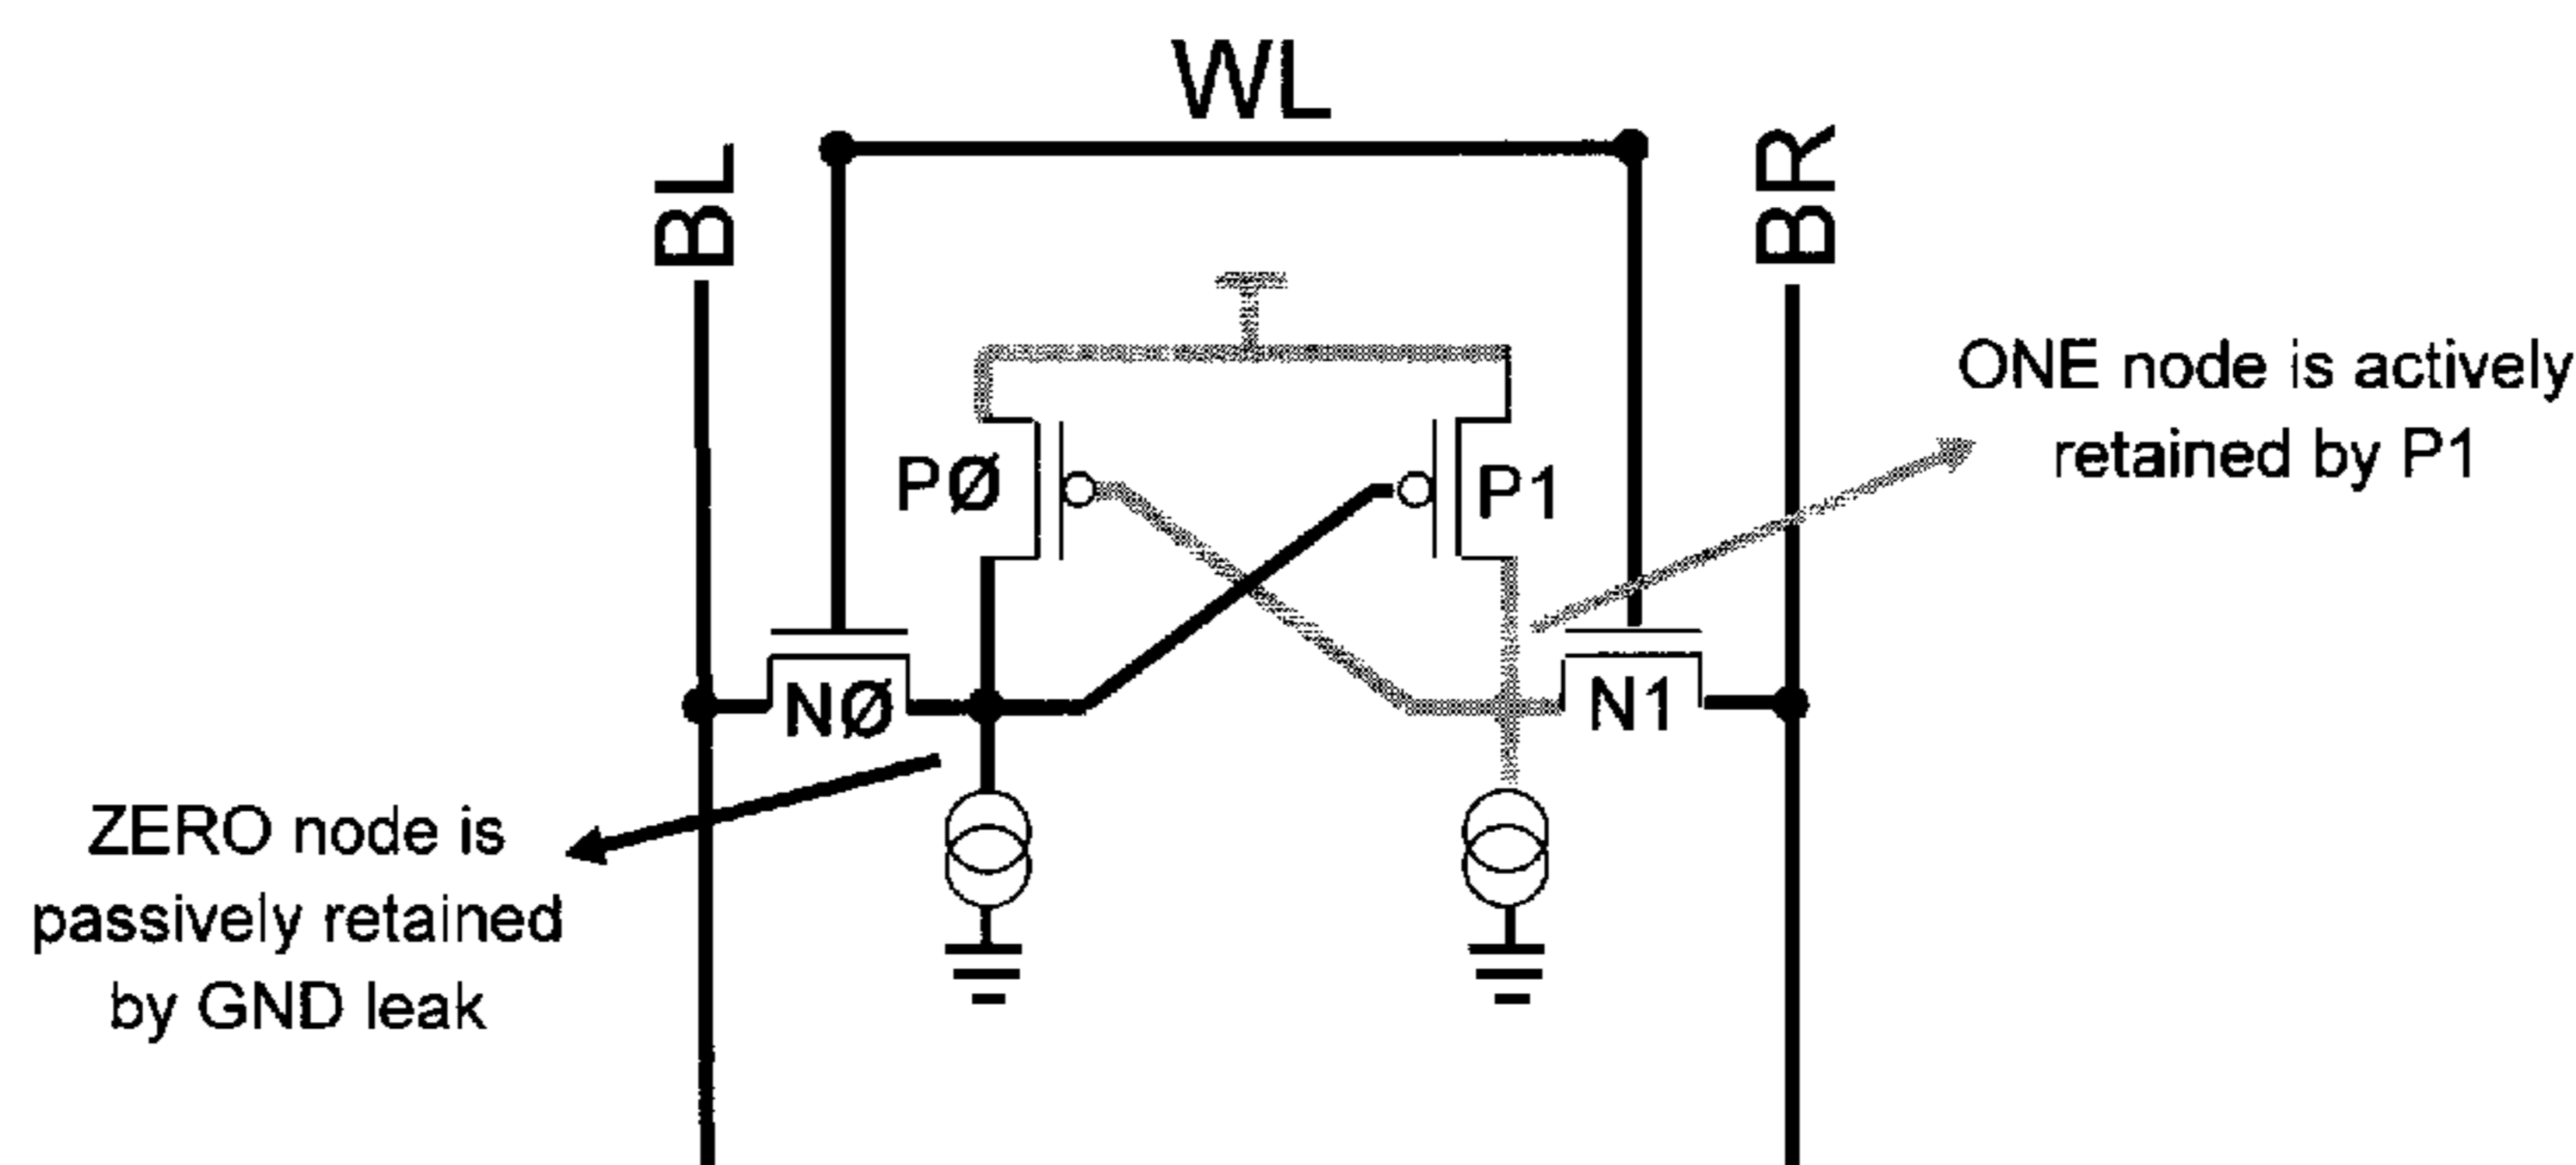 WL
BL
BR
ONE node is actively
retained by P1
PØ
P1
NØ
N1
ZERO node is
passively retained
by GND leak